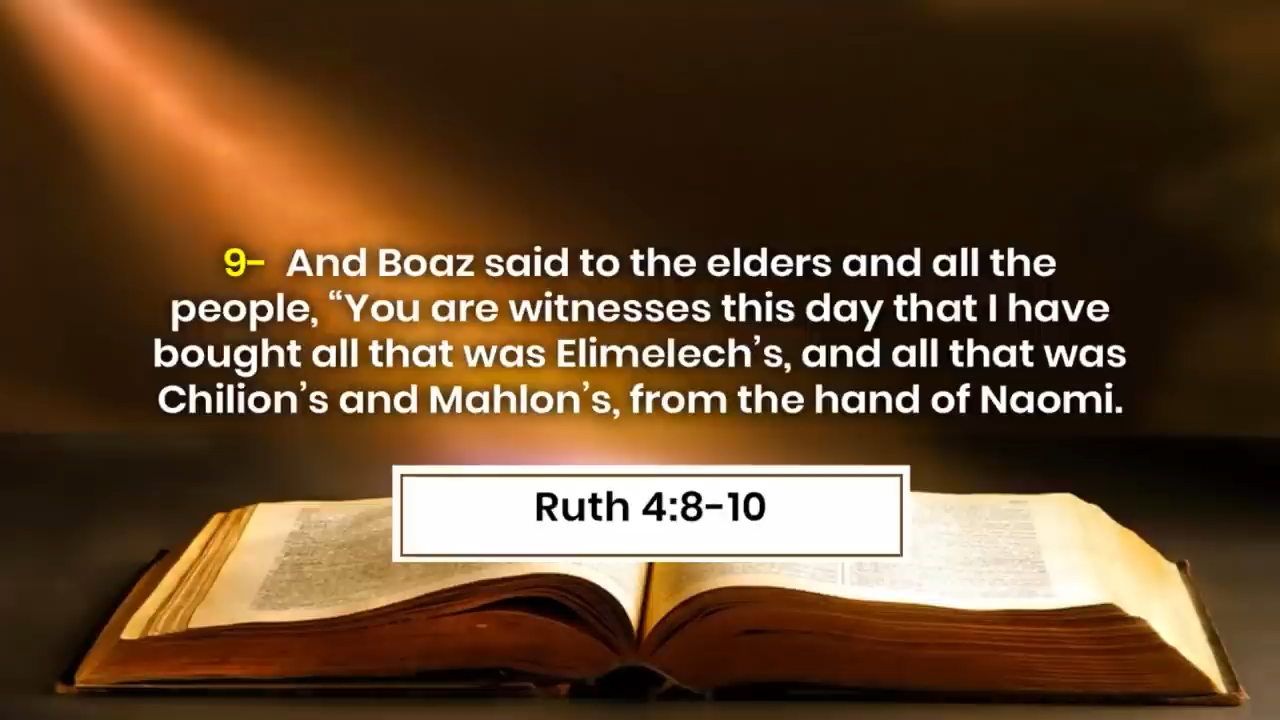 9- And Boaz said to the elders and all the
people, “You are witnesses this day that I have
bought all that was Elimelech’s, and all that was
Chilion’s and Mahlon’s, from the hand of Naomi.
Ruth 4:8-10